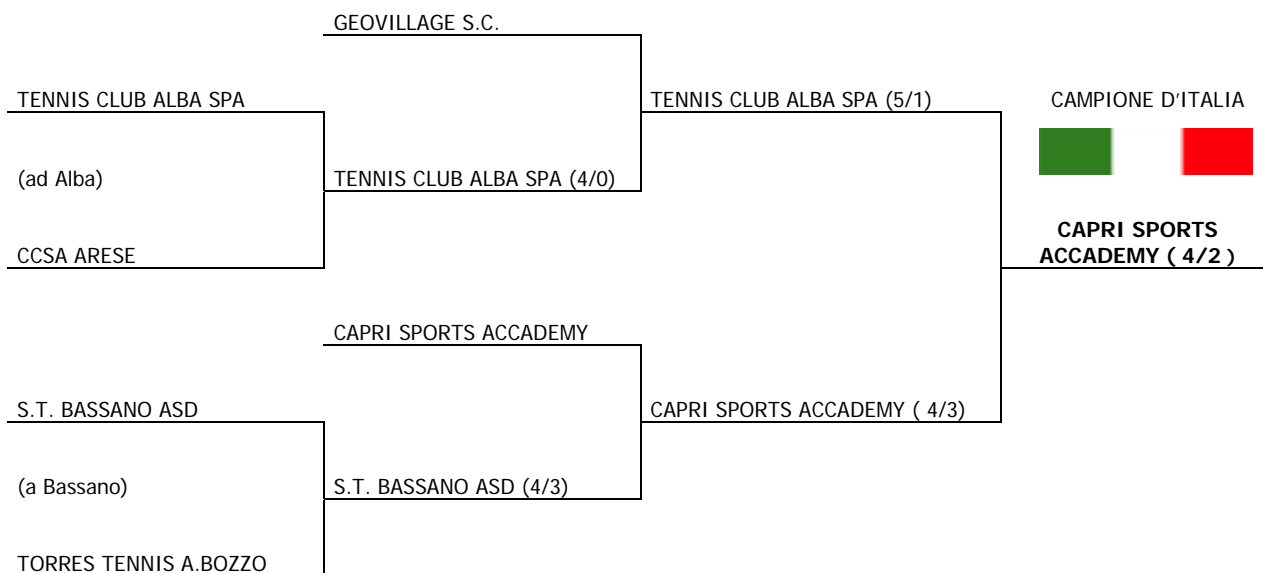 GEOVILLAGE S.C.
TENNIS CLUB ALBA SPA
TENNIS CLUB ALBA SPA (5/1)
CAMPIONE D'ITALIA
(ad Alba)
TENNIS CLUB ALBA SPA (4/0)
CCSA ARESE
CAPRI SPORTS
ACCADEMY ( 4/2 )
CAPRI SPORTS ACCADEMY
S.T. BASSANO ASD
CAPRI SPORTS ACCADEMY ( 4/3)
(a Bassano)
S.T. BASSANO ASD (4/3)
TORRES TENNIS A.BOZZO